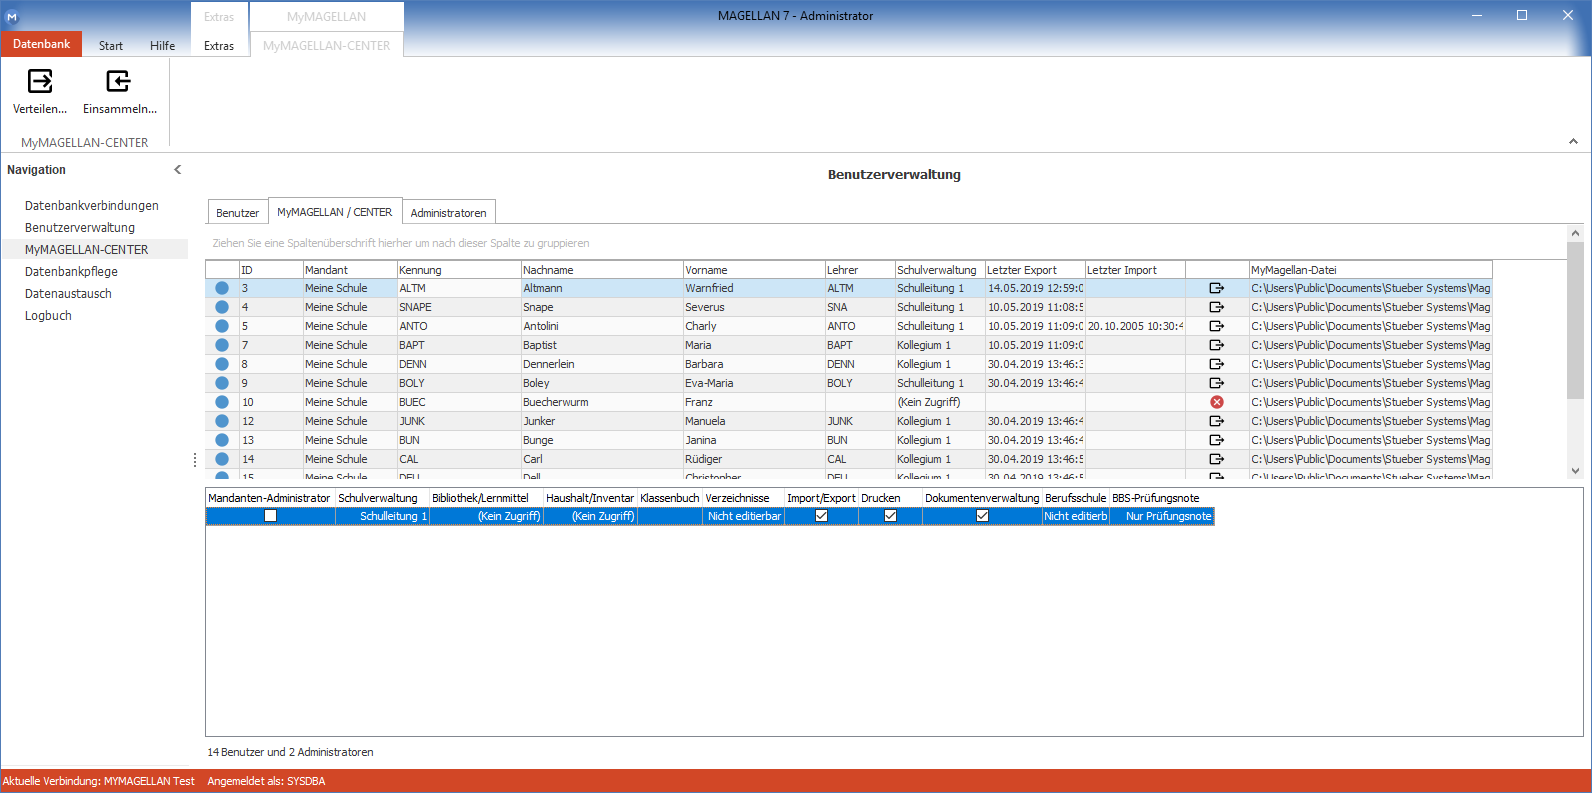 M
Extras MyMAGELLAN MAGELLAN 7 - Administrator
Datenbank Start Hilfe Extras MyMAGELLAN-CENTER
Verteilen... Einsammeln...
MyMAGELLAN-CENTER
Navigation
Datenbankverbindungen
Benutzerverwaltung
MyMAGELLAN-CENTER
Datenbankpflege
Datenaustausch
Logbuch
Benutzerverwaltung
Benutzer MyMAGELLAN / CENTER Administratoren
Ziehen Sie eine Spaltenüberschrift hierher um nach dieser Spalte zu gruppieren
ID Mandant Kennung Nachname Vorname Lehrer Schulverwaltung Letzter Export Letzter Import MyMagellan-Datei
3 Meine Schule ALTM Altmann Warnfried ALTM Schulleitung 1 14.05.2019 12:59:0 C:\Users\Public\Documents\Stueber Systems\Mag
4 Meine Schule SNAPE Snape Severus SNA Schulleitung 1 10.05.2019 11:08:5 C:\Users\Public\Documents\Stueber Systems\Mag
5 Meine Schule ANTO Antolini Charly ANTO Schulleitung 1 10.05.2019 11:09:0 20.10.2005 10:30:4 C:\Users\Public\Documents\Stueber Systems\Mag
7 Meine Schule BAPT Baptist Maria BAPT Kollegium 1 10.05.2019 11:09:0 C:\Users\Public\Documents\Stueber Systems\Mag
8 Meine Schule DENN Dennerlein Barbara DENN Kollegium 1 30.04.2019 13:46:3 C:\Users\Public\Documents\Stueber Systems\Mag
9 Meine Schule BOLY Boley Eva-Maria BOLY Schulleitung 1 30.04.2019 13:46:4 C:\Users\Public\Documents\Stueber Systems\Mag
10 Meine Schule BUEC Buecherwurm Franz (Kein Zugriff) C:\Users\Public\Documents\Stueber Systems\Mag
12 Meine Schule JUNK Junker Manuela JUNK Kollegium 1 30.04.2019 13:46:4 C:\Users\Public\Documents\Stueber Systems\Mag
13 Meine Schule BUN Bunge Janina BUN Kollegium 1 30.04.2019 13:46:4 C:\Users\Public\Documents\Stueber Systems\Mag
14 Meine Schule CAL Carl Rüdiger CAL Kollegium 1 30.04.2019 13:46:5 C:\Users\Public\Documents\Stueber Systems\Mag
15 Meine Schule Dell Christopher Kollegium 1 30.04.2019 13:46:5 C:\Users\Public\Documents\Stueber Systems\Mag
Mandanten-Administrator Schulverwaltung Bibliothek/Lernmittel Haushalt/Inventar Klassenbuch Verzeichnisse Import/Export Drucken Dokumentenverwaltung Berufsschule BBS-Prüfungsnote
Schulleitung 1 (Kein Zugriff) (Kein Zugriff) Nicht editierbar Nicht editierb Nur Prüfungsnote
14 Benutzer und 2 Administratoren
Aktuelle Verbindung: MYMAGELLAN Test Angemeldet als: SYSDBA